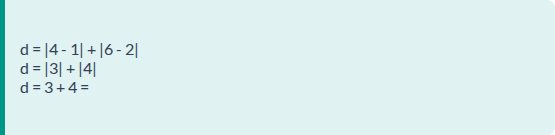 d = |4 - 1| + |6 - 2|
d = |3| + |4|
d = 3 + 4 =